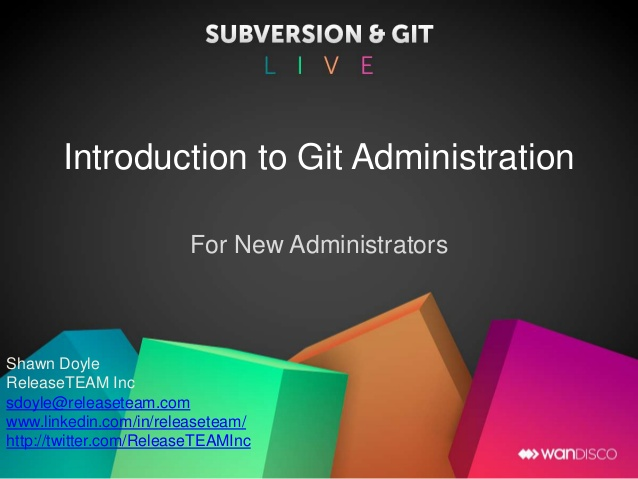 SUBVERSION & GIT
LIVE
Introduction to Git Administration
For New Administrators
Shawn Doyle
ReleaseTEAM Inc
sdoyle@releaseteam.com
www.linkedin.com/in/releaseteam/
http://twitter.com/ReleaseTEAMInc
WANDISCO